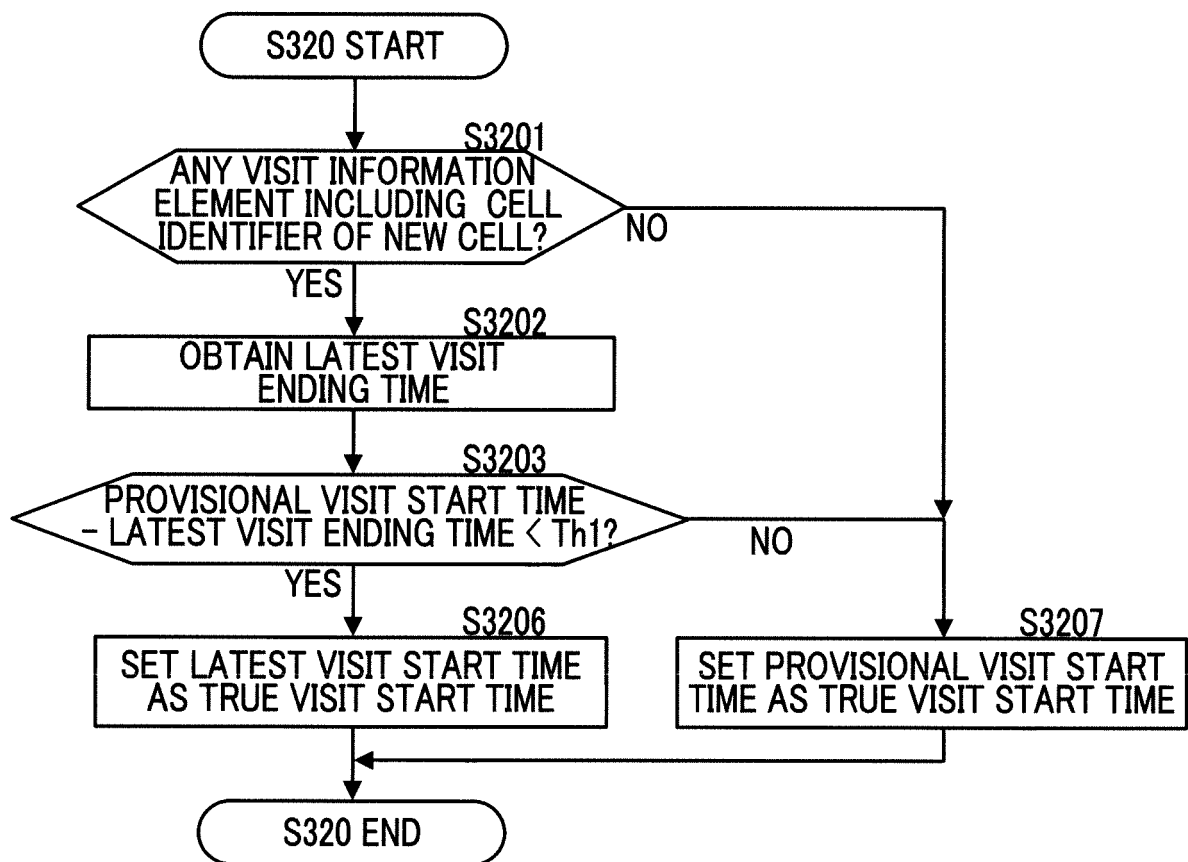 S320 START
S3201
ANY VISIT INFORMATION
ELEMENT INCLUDING CELL
IDENTIFIER OF NEW CELL?
NO
YES
S3202
OBTAIN LATEST VISIT
ENDING TIME
S3203
PROVISIONAL VISIT START TIME
- LATEST VISIT ENDING TIME < Th1?
NO
YES
S3206
SET LATEST VISIT START TIME
AS TRUE VISIT START TIME
S3207
SET PROVISIONAL VISIT START
TIME AS TRUE VISIT START TIME
S320 END